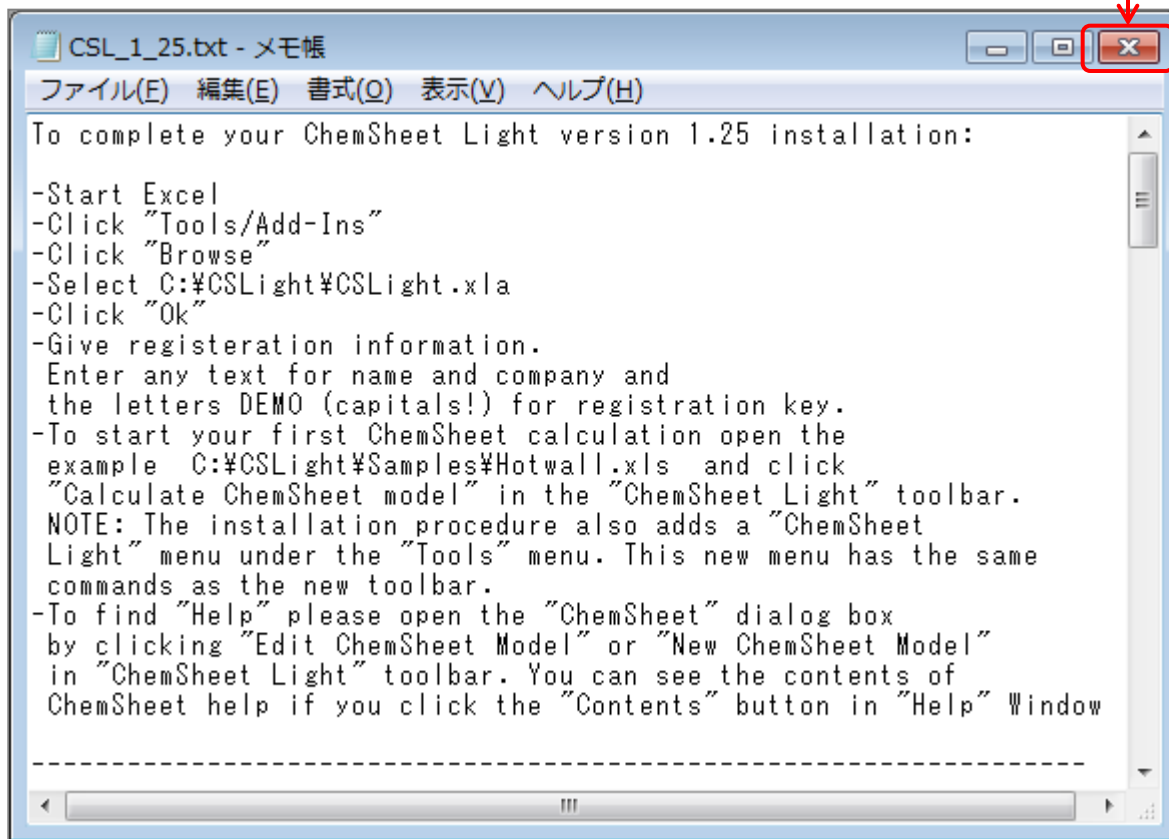 CSL_1_25.txt - メモ帳
ファイル(F) 編集(E) 書式(O) 表示(V) ヘルプ(H)
To complete your ChemSheet Light version 1.25 installation:
-Start Excel
-Click "Tools/Add-Ins"
-Click "Browse"
-Select C:¥CSLight¥CSLight.xla
-Click "Ok"
-Give registeration information.
Enter any text for name and company and
the letters DEMO (capitals!) for registration key.
-To start your first ChemSheet calculation open the
example  C:¥CSLight¥Samples¥Hotwall.xls  and click
"Calculate ChemSheet model" in the "ChemSheet Light" toolbar.
NOTE: The installation procedure also adds a "ChemSheet
Light" menu under the "Tools" menu. This new menu has the same
commands as the new toolbar.
-To find "Help" please open the "ChemSheet" dialog box
by clicking "Edit ChemSheet Model" or "New ChemSheet Model"
in "ChemSheet Light" toolbar. You can see the contents of
ChemSheet help if you click the "Contents" button in "Help" Window
------------------------------------------------------------------